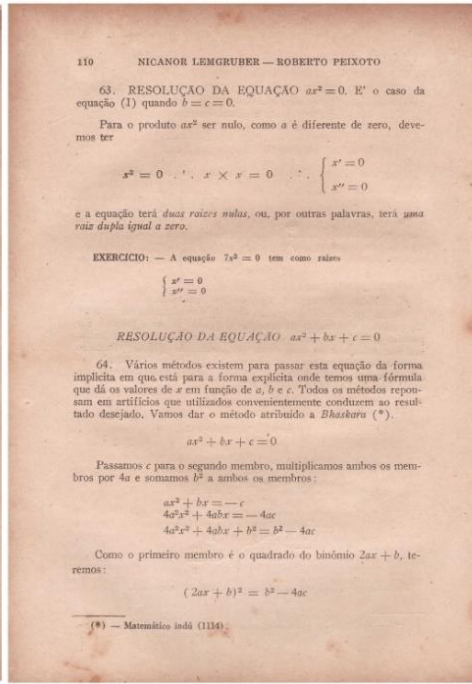 110 NICANOR LEMGRUBER — ROBERTO PEIXOTO
63. RESOLUÇÃO DA EQUAÇÃO ax² = 0. E' o caso da
equação (1) quando b = c = 0.
Para o produto ax² ser nulo, como a é diferente de zero, deve-
mos ter
x² = 0 .·. x × x = 0 .·. { x' = 0
x'' = 0
e a equação terá duas raizes nulas, ou, por outras palavras, terá uma
raiz dupla igual a zero.
EXERCÍCIO: — A equação 7x² = 0 tem como raizes
{ x' = 0
x'' = 0
RESOLUÇÃO DA EQUAÇÃO ax² + bx + c = 0
64. Vários métodos existem para passar esta equação da forma
implicita em que está para a forma explícita onde temos uma fórmula
que dá os valores de x em função de a, b e c. Todos os métodos repou-
sam em artifícios que utilizados convenientemente conduzem ao resul-
tado desejado. Vamos dar o método atribuido a Bhaskara (*).
ax² + bx + c = 0
Passamos c para o segundo membro, multiplicamos ambos os mem-
bros por 4a e somamos b² a ambos os membros:
ax² + bx = — c
4a²x² + 4abx = — 4ac
4a²x² + 4abx + b² = b² — 4ac
Como o primeiro membro é o quadrado do binômio 2ax + b, te-
remos:
( 2ax + b)² = b² — 4ac
(*) — Matemático indú (1114).